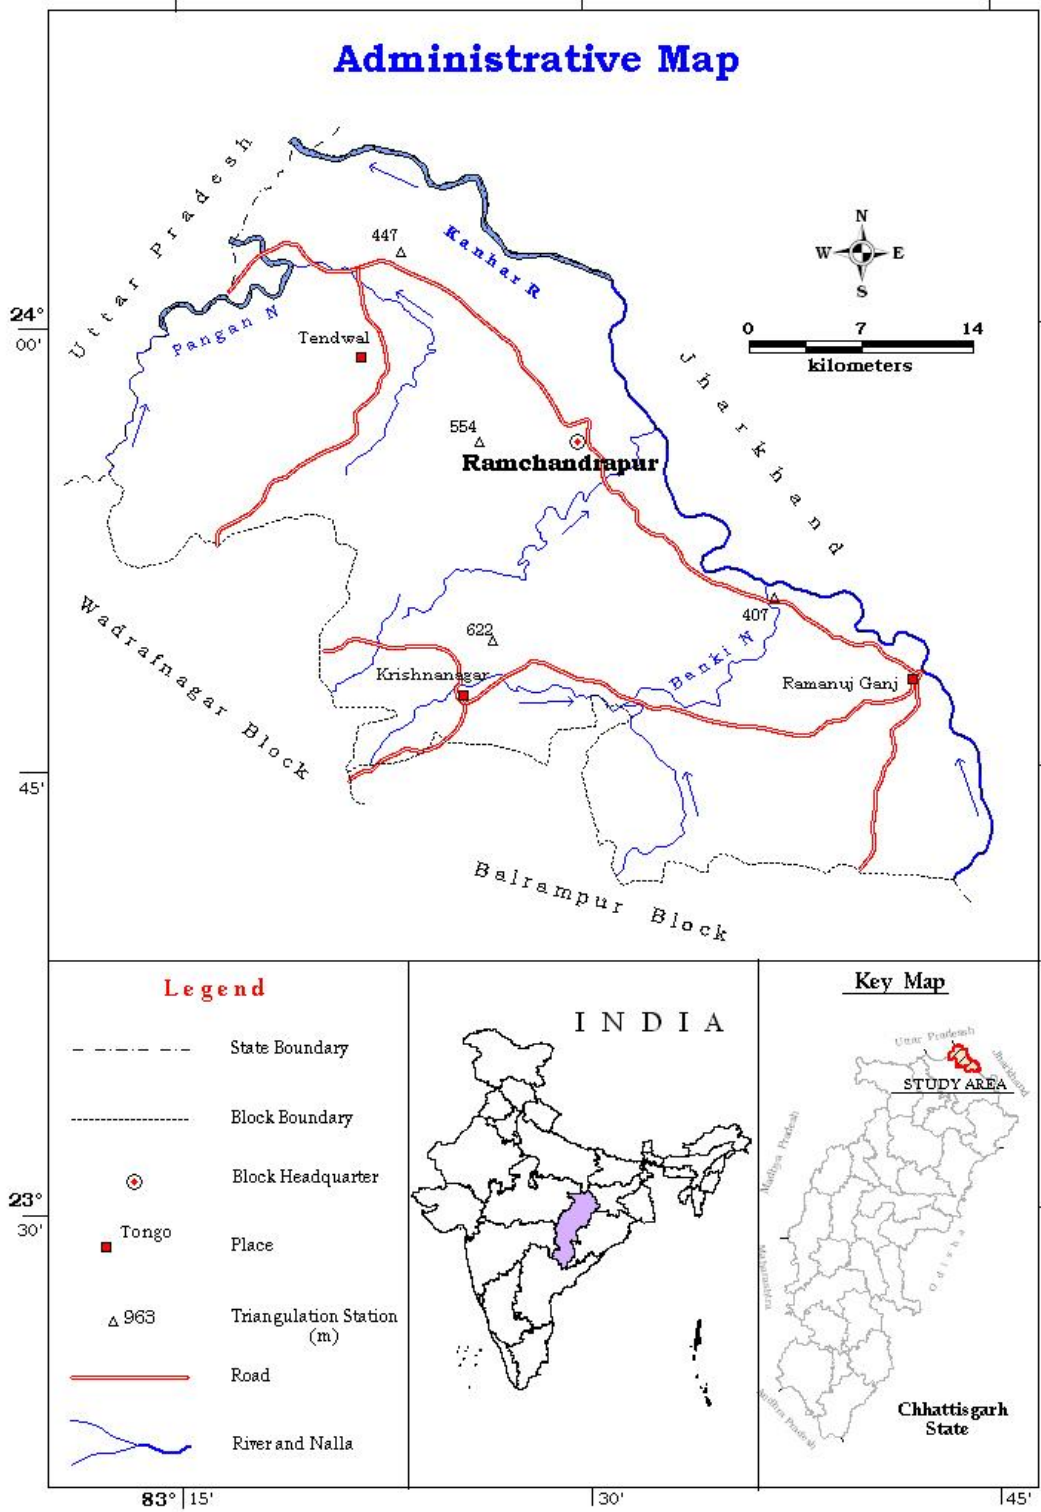 Administrative Map
Uttar Pradesh
447
Kanhar R
N
W E
S
24°
00'
Pangan N
Tendwal
0 7 14
kilometers
Jharkhand
554
Ramchandrapur
Wadrafnagar Block
622
407
Banki N
Krishnanagar
Ramanuj Ganj
45'
Balrampur Block
Legend
State Boundary
Block Boundary
Block Headquarter
Tongo
Place
963
Triangulation Station
(m)
Road
River and Nalla
23°
30'
INDIA
Key Map
Uttar Pradessh
Jharkhand
STUDY AREA
Madhya Pradesh
Odisha
Maharashtra
Andhra Pradesh
Chhattisgarh
State
83° 15' 30' 45'